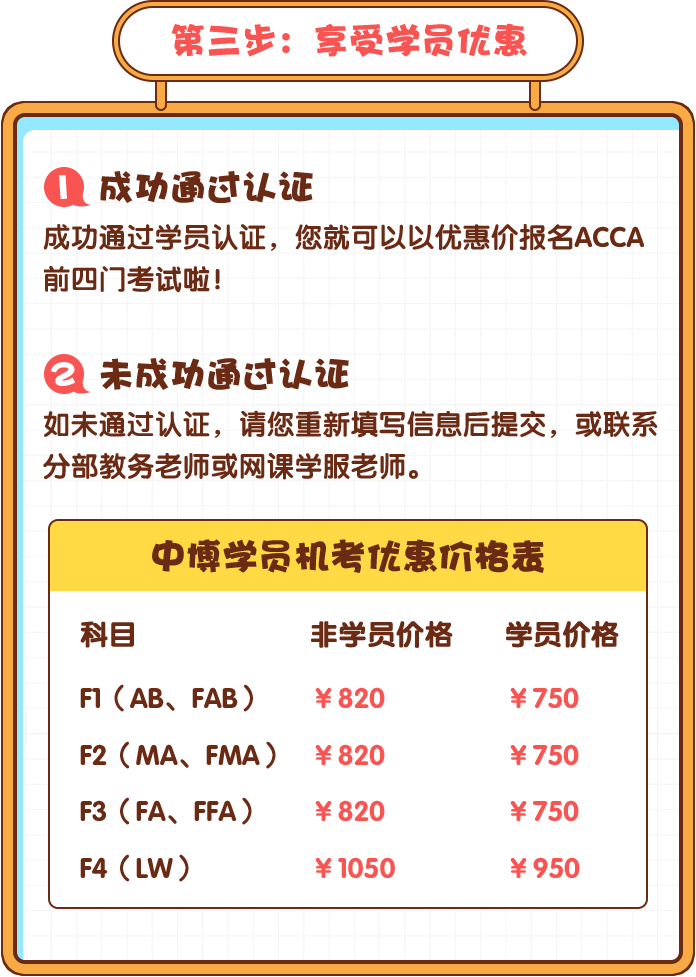 第三步：享受学员优惠
1 成功通过认证
成功通过学员认证，您就可以以优惠价报名ACCA
前四门考试啦！
2 未成功通过认证
如未通过认证，请您重新填写信息后提交，或联系
分部教务老师或网课学服老师。
中博学员机考优惠价格表
科目 非学员价格 学员价格
F1（AB、FAB） ￥820 ￥750
F2（MA、FMA） ￥820 ￥750
F3（FA、FFA） ￥820 ￥750
F4（LW） ￥1050 ￥950